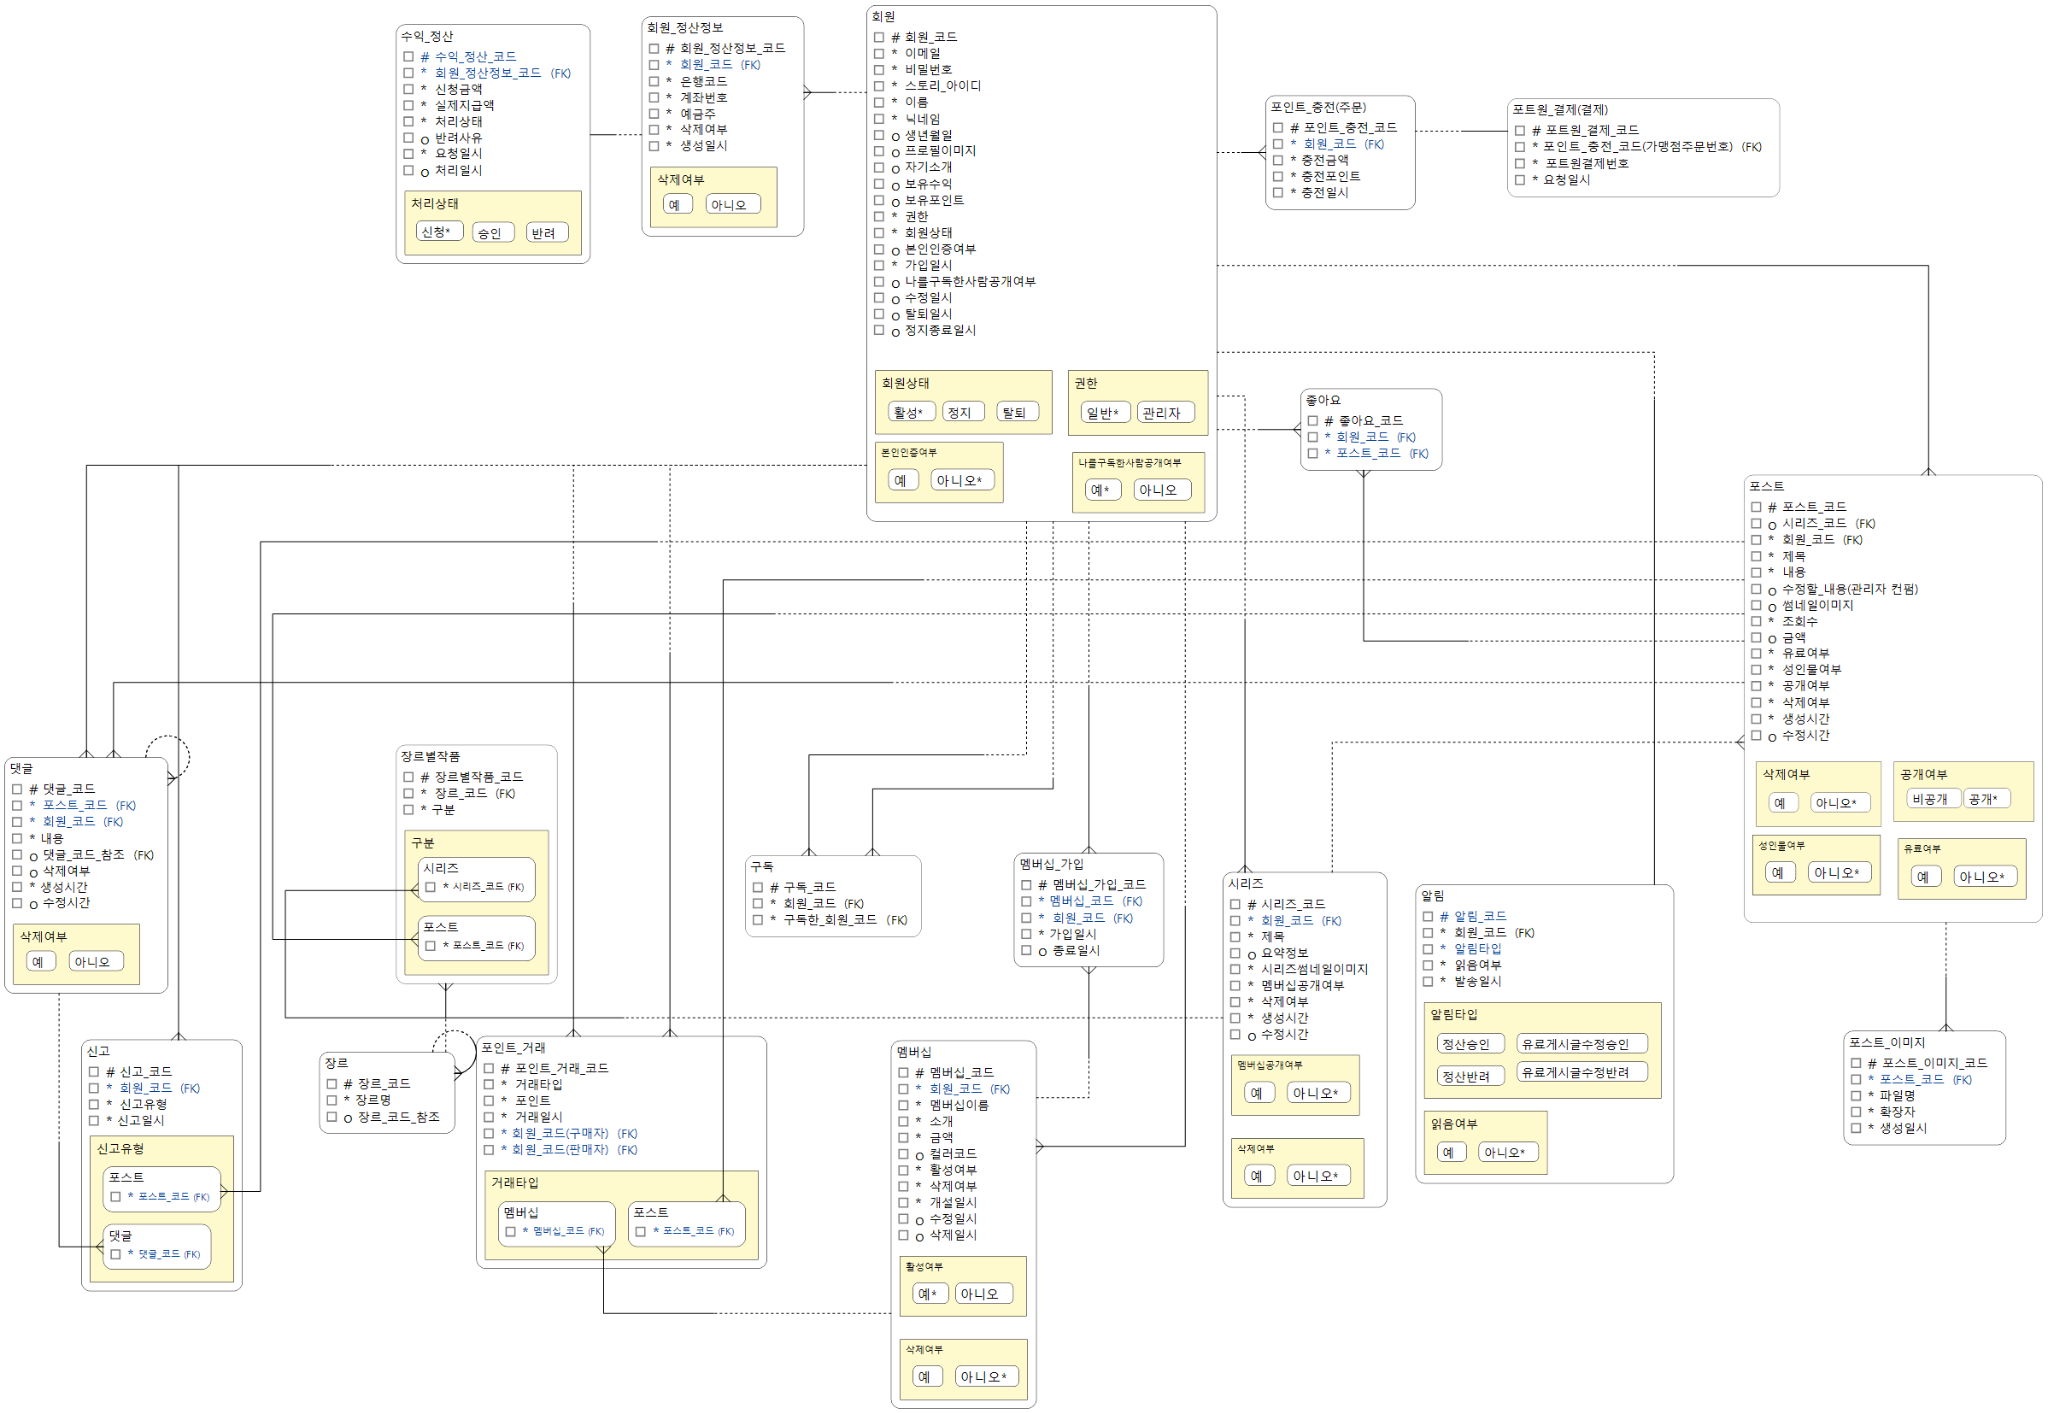 수익_정산
# 수익_정산_코드
* 회원_정산정보_코드 (FK)
* 신청금액
* 실제지급액
* 처리상태
o 반려사유
* 요청일시
o 처리일시
처리상태
신청* 승인 반려
회원_정산정보
# 회원_정산정보_코드
* 회원_코드 (FK)
* 은행코드
* 계좌번호
* 예금주
* 삭제여부
* 생성일시
삭제여부
예 아니오
회원
# 회원_코드
* 이메일
* 비밀번호
* 스토리_아이디
* 이름
* 닉네임
o 생년월일
o 프로필이미지
o 자기소개
o 보유수익
o 보유포인트
* 권한
* 회원상태
o 본인인증여부
* 가입일시
o 나를구독한사람공개여부
o 수정일시
o 탈퇴일시
o 정지종료일시
회원상태
활성* 정지 탈퇴
권한
일반* 관리자
본인인증여부
예 아니오*
나를구독한사람공개여부
예* 아니오
포인트_충전(주문)
# 포인트_충전_코드
* 회원_코드 (FK)
* 충전금액
* 충전포인트
* 충전일시
포트원_결제(결제)
# 포트원_결제_코드
* 포인트_충전_코드(가맹점주문번호) (FK)
* 포트원결제번호
* 요청일시
좋아요
# 좋아요_코드
* 회원_코드 (FK)
* 포스트_코드 (FK)
포스트
# 포스트_코드
o 시리즈_코드 (FK)
* 회원_코드 (FK)
* 제목
* 내용
o 수정할_내용(관리자 컨펌)
o 썸네일이미지
* 조회수
o 금액
* 유료여부
* 성인물여부
* 공개여부
* 삭제여부
* 생성시간
o 수정시간
삭제여부
예 아니오*
공개여부
비공개 공개*
성인물여부
예 아니오*
유료여부
예 아니오*
댓글
# 댓글_코드
* 포스트_코드 (FK)
* 회원_코드 (FK)
* 내용
o 댓글_코드_참조 (FK)
o 삭제여부
* 생성시간
o 수정시간
삭제여부
예 아니오
장르별작품
# 장르별작품_코드
* 장르_코드 (FK)
* 구분
구분
시리즈
* 시리즈_코드 (FK)
포스트
* 포스트_코드 (FK)
구독
# 구독_코드
* 회원_코드 (FK)
* 구독한_회원_코드 (FK)
멤버십_가입
# 멤버십_가입_코드
* 멤버십_코드 (FK)
* 회원_코드 (FK)
* 가입일시
o 종료일시
시리즈
# 시리즈_코드
* 회원_코드 (FK)
* 제목
o 요약정보
* 시리즈썸네일이미지
* 멤버십공개여부
* 삭제여부
* 생성시간
o 수정시간
멤버십공개여부
예 아니오*
삭제여부
예 아니오*
알림
# 알림_코드
* 회원_코드 (FK)
* 알림타입
* 읽음여부
* 발송일시
알림타입
정산승인 유료게시글수정승인
정산반려 유료게시글수정반려
읽음여부
예 아니오*
포스트_이미지
# 포스트_이미지_코드
* 포스트_코드 (FK)
* 파일명
* 확장자
* 생성일시
신고
# 신고_코드
* 회원_코드 (FK)
* 신고유형
* 신고일시
신고유형
포스트
* 포스트_코드 (FK)
댓글
* 댓글_코드 (FK)
장르
# 장르_코드
* 장르명
o 장르_코드_참조
포인트_거래
# 포인트_거래_코드
* 거래타입
* 포인트
* 거래일시
* 회원_코드(구매자) (FK)
* 회원_코드(판매자) (FK)
거래타입
멤버십
* 멤버십_코드 (FK)
포스트
* 포스트_코드 (FK)
멤버십
# 멤버십_코드
* 회원_코드 (FK)
* 멤버십이름
* 소개
* 금액
o 컬러코드
* 활성여부
* 삭제여부
* 개설일시
o 수정일시
o 삭제일시
활성여부
예* 아니오
삭제여부
예 아니오*